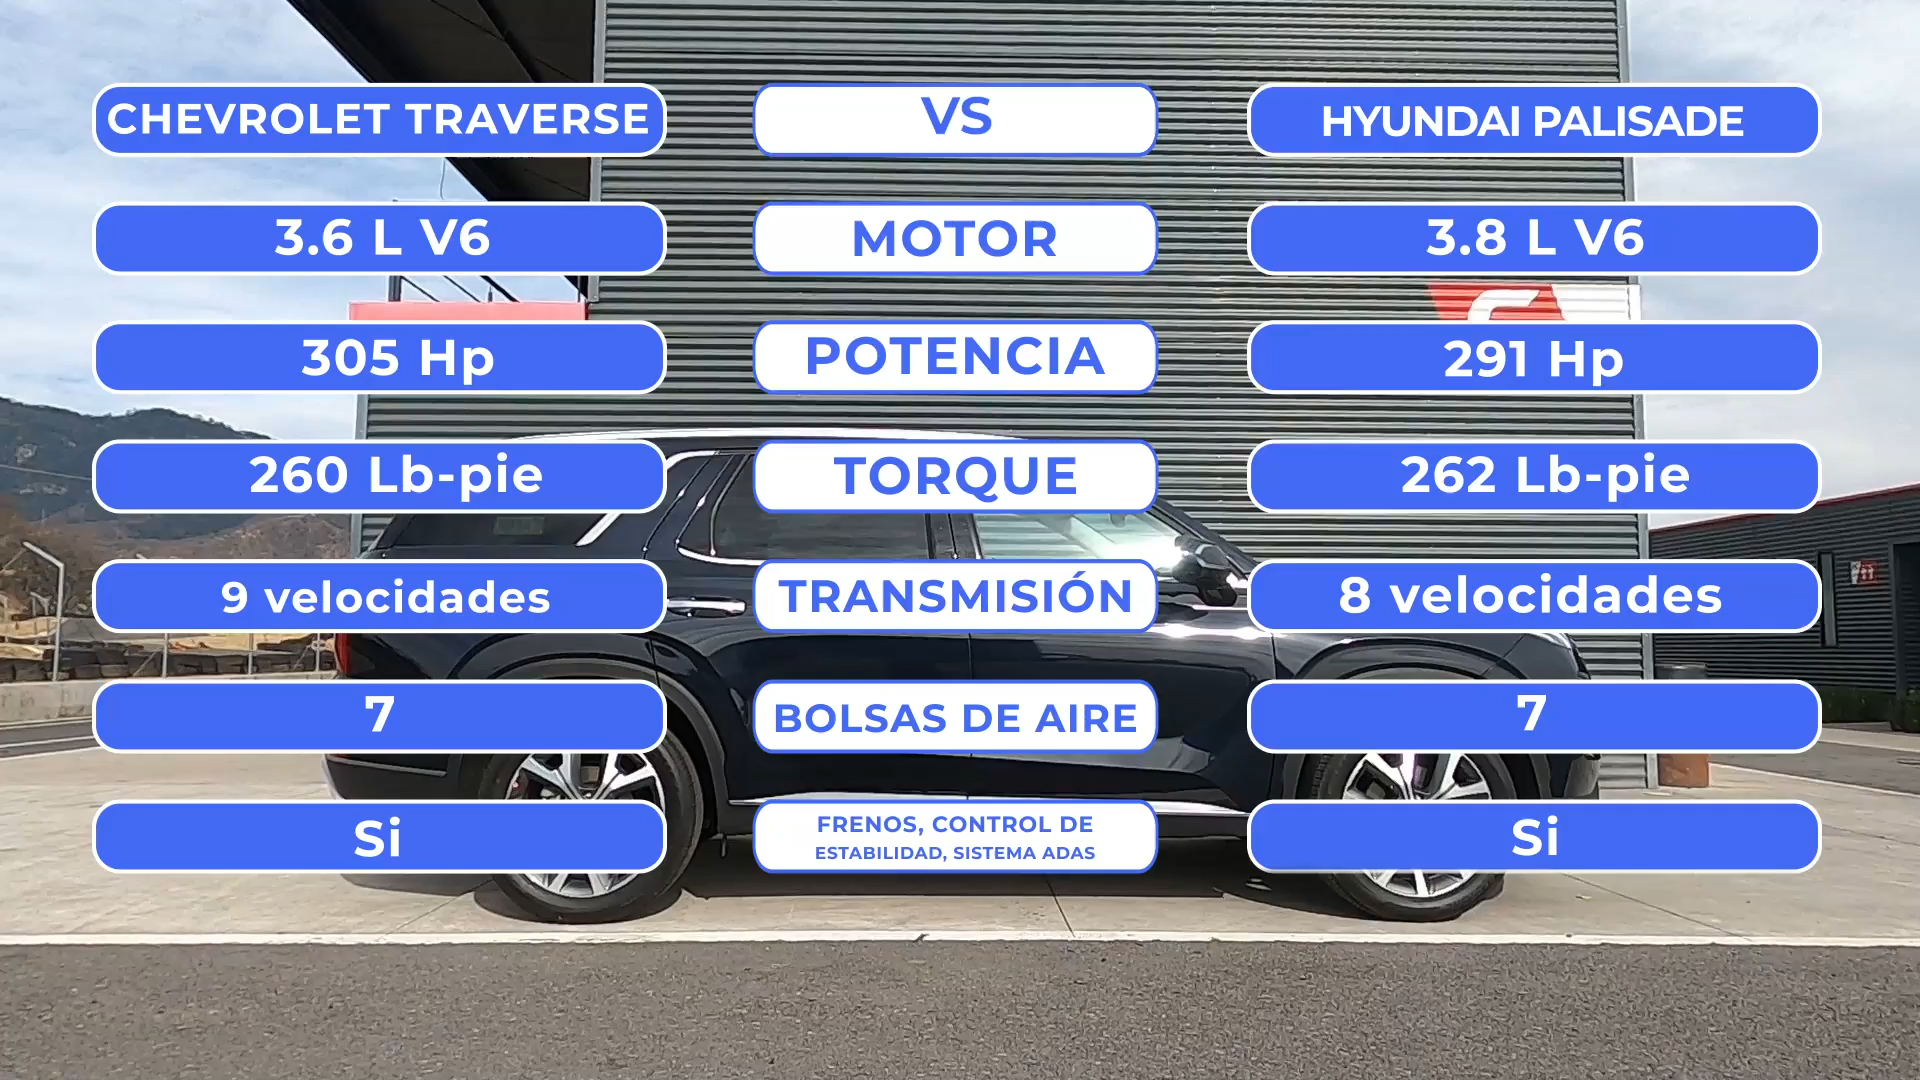 CHEVROLET TRAVERSE VS HYUNDAI PALISADE
3.6 L V6 MOTOR 3.8 L V6
305 Hp POTENCIA 291 Hp
260 Lb-pie TORQUE 262 Lb-pie
9 velocidades TRANSMISIÓN 8 velocidades
7 BOLSAS DE AIRE 7
Si FRENOS, CONTROL DE
ESTABILIDAD, SISTEMA ADAS Si